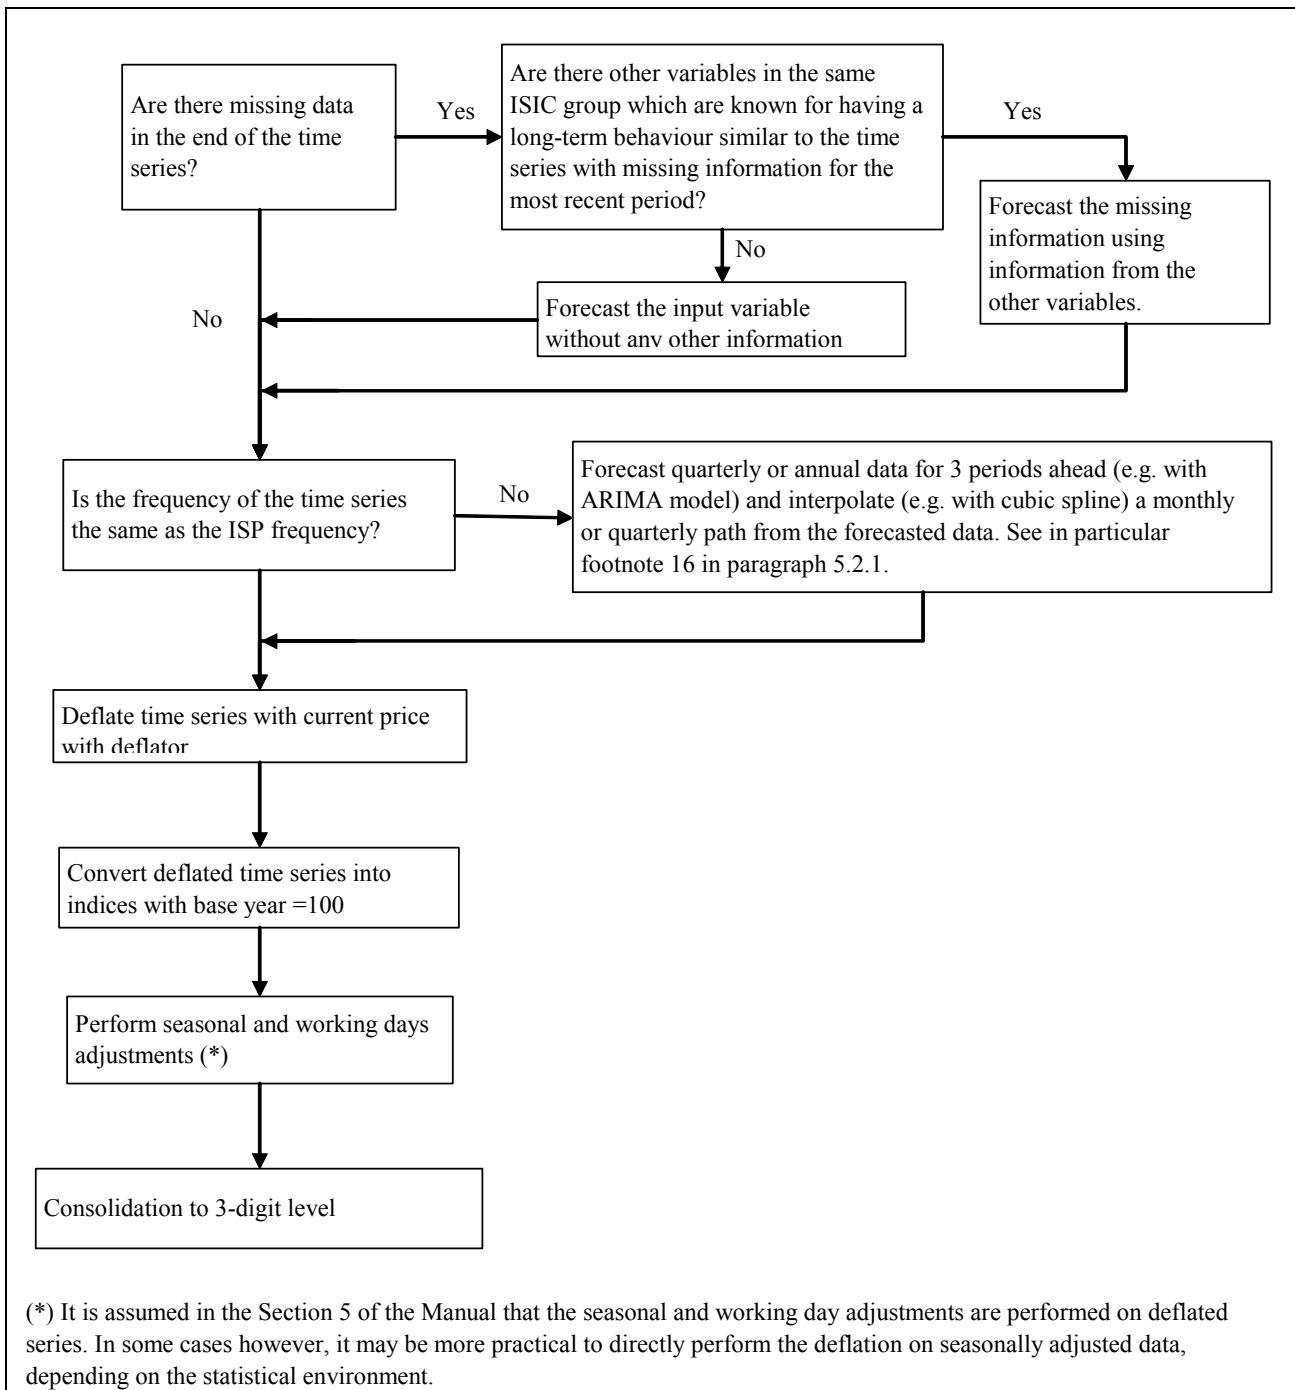 Are there missing data
in the end of the time
series?
Yes
Are there other variables in the same
ISIC group which are known for having a
long-term behaviour similar to the time
series with missing information for the
most recent period?
Yes
Forecast the missing
information using
information from the
other variables.
No
Forecast the input variable
without any other information
No
Is the frequency of the time series
the same as the ISP frequency?
No
Forecast quarterly or annual data for 3 periods ahead (e.g. with
ARIMA model) and interpolate (e.g. with cubic spline) a monthly
or quarterly path from the forecasted data. See in particular
footnote 16 in paragraph 5.2.1.
Deflate time series with current price
with deflator
Convert deflated time series into
indices with base year =100
Perform seasonal and working days
adjustments (*)
Consolidation to 3-digit level
(*) It is assumed in the Section 5 of the Manual that the seasonal and working day adjustments are performed on deflated
series. In some cases however, it may be more practical to directly perform the deflation on seasonally adjusted data,
depending on the statistical environment.